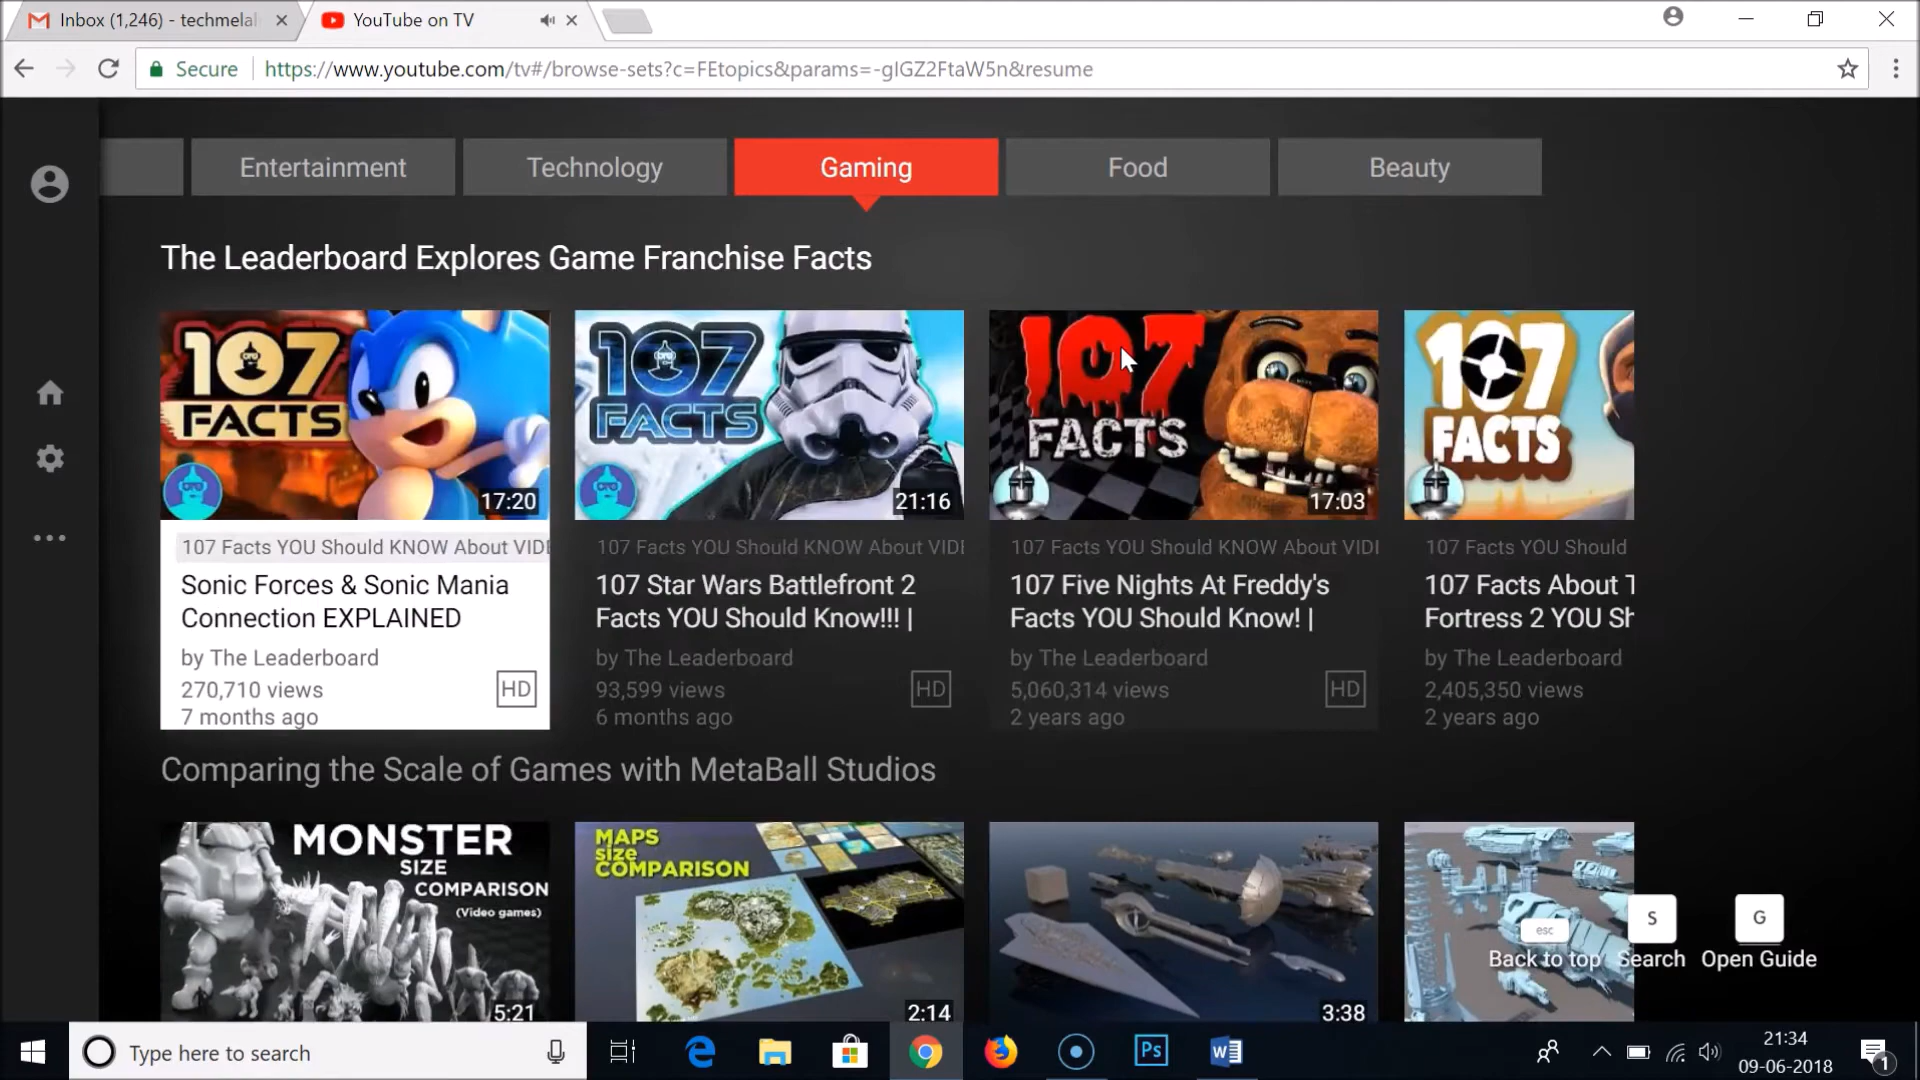 Inbox (1,246) - techmelal
YouTube on TV
Secure
https://www.youtube.com/tv#/browse-sets?c=FEtopics&params=-gIGZ2FtaW5n&resume
Entertainment
Technology
Gaming
Food
Beauty
The Leaderboard Explores Game Franchise Facts
107
FACTS
17:20
107
FACTS
21:16
107
FACTS
17:03
107
FACTS
107 Facts YOU Should KNOW About VIDE
Sonic Forces & Sonic Mania
Connection EXPLAINED
by The Leaderboard
270,710 views
HD
7 months ago
107 Facts YOU Should KNOW About VIDE
107 Star Wars Battlefront 2
Facts YOU Should Know!!! |
by The Leaderboard
93,599 views
HD
6 months ago
107 Facts YOU Should KNOW About VIDE
107 Five Nights At Freddy's
Facts YOU Should Know! |
by The Leaderboard
5,060,314 views
HD
2 years ago
107 Facts YOU Should
107 Facts About T
Fortress 2 YOU Sh
by The Leaderboard
2,405,350 views
2 years ago
Comparing the Scale of Games with MetaBall Studios
MONSTER
SIZE
COMPARISON
(Video games)
5:21
MAPS
size
COMPARISON
2:14
3:38
esc
Back to top
S
Search
G
Open Guide
Type here to search
Ps
21:34
09-06-2018
1